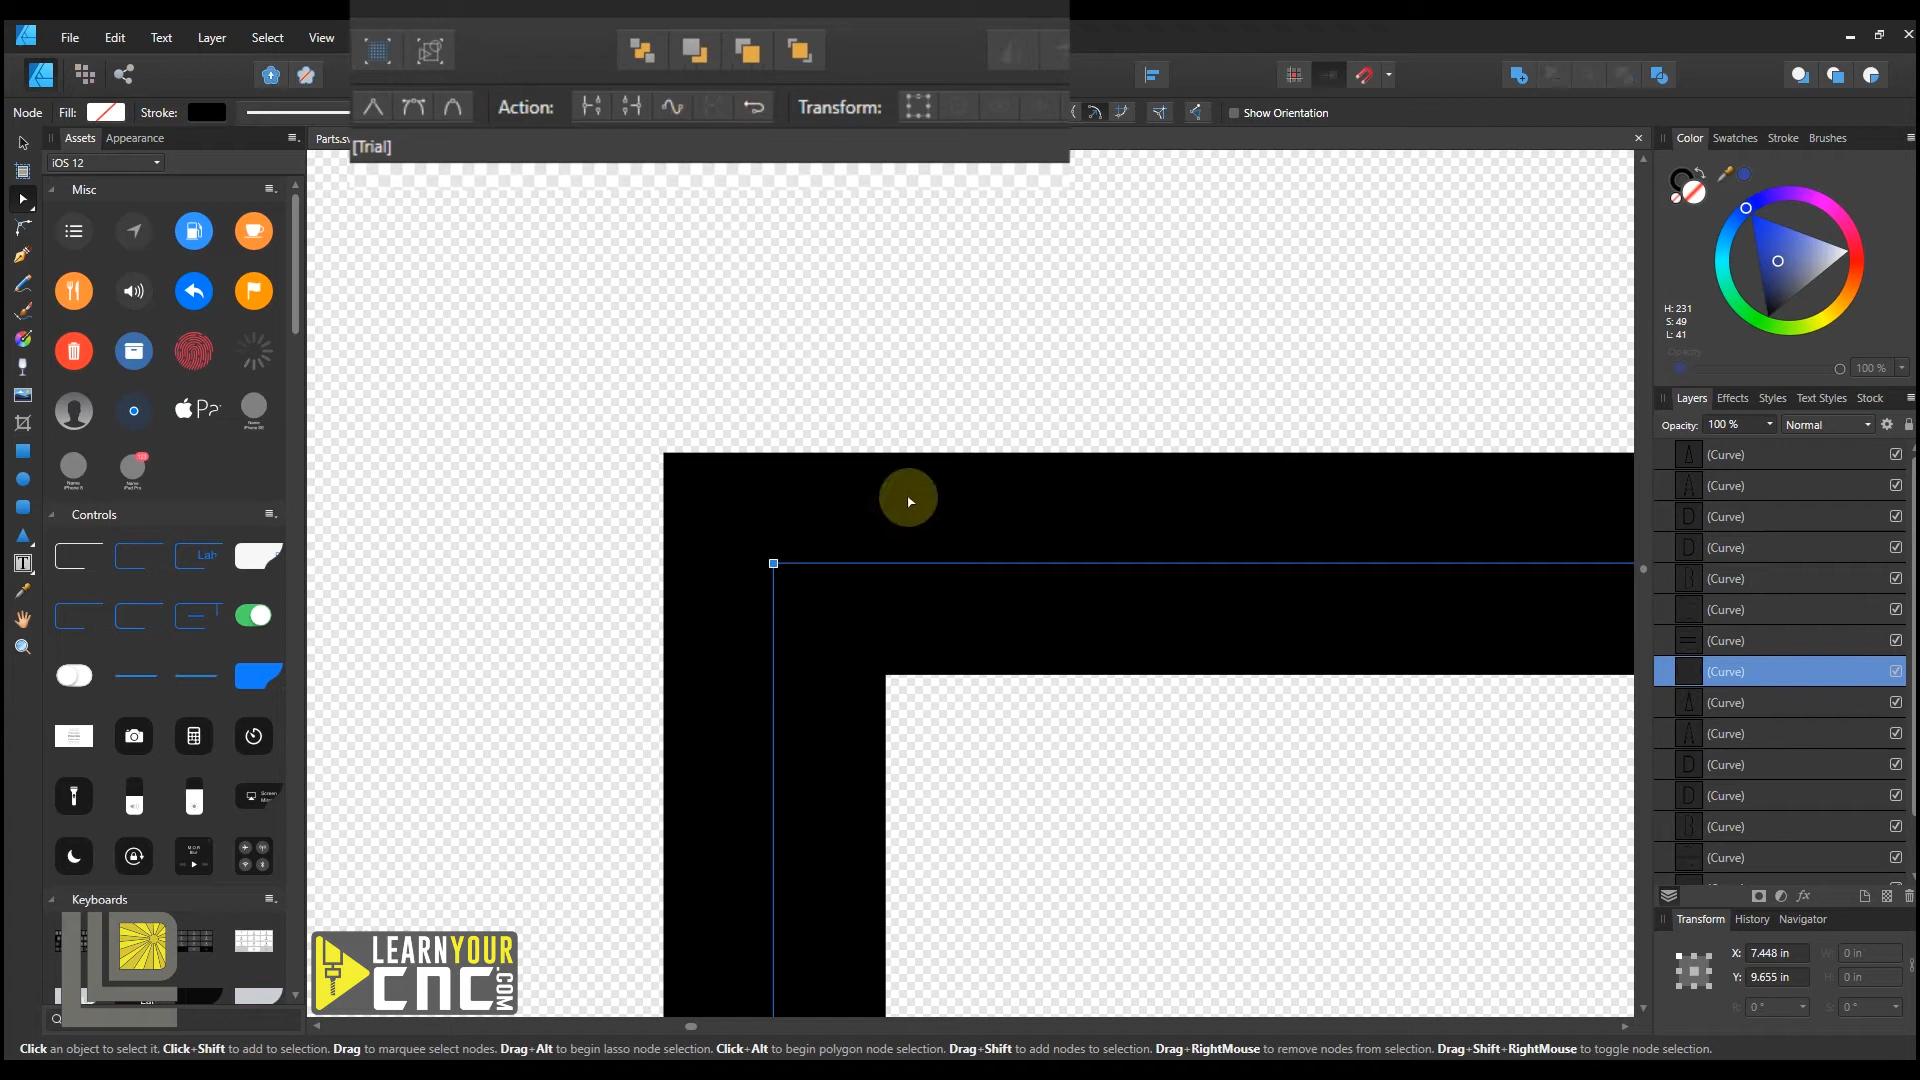 File Edit Text Layer Select View
Node Fill: Stroke: Action: Transform: Show Orientation
Assets Appearance
Parts.sv
[Trial]
Color Swatches Stroke Brushes
iOS 12
Misc
H: 231
S: 49
L: 41
Opacity
100 %
Layers Effects Styles Text Styles Stock
Opacity: 100 % Normal
(Curve)
(Curve)
(Curve)
(Curve)
(Curve)
(Curve)
(Curve)
(Curve)
(Curve)
(Curve)
(Curve)
(Curve)
(Curve)
(Curve)
Controls
Keyboards
Transform History Navigator
X: 7.448 in W: 0 in
Y: 9.655 in H: 0 in
R: 0 ° S: 0 °
LEARNYOUR
CNC.COM
Click an object to select it. Click+Shift to add to selection. Drag to marquee select nodes. Drag+Alt to begin lasso node selection. Click+Alt to begin polygon node selection. Drag+Shift to add nodes to selection. Drag+RightMouse to remove nodes from selection. Drag+Shift+RightMouse to toggle node selection.